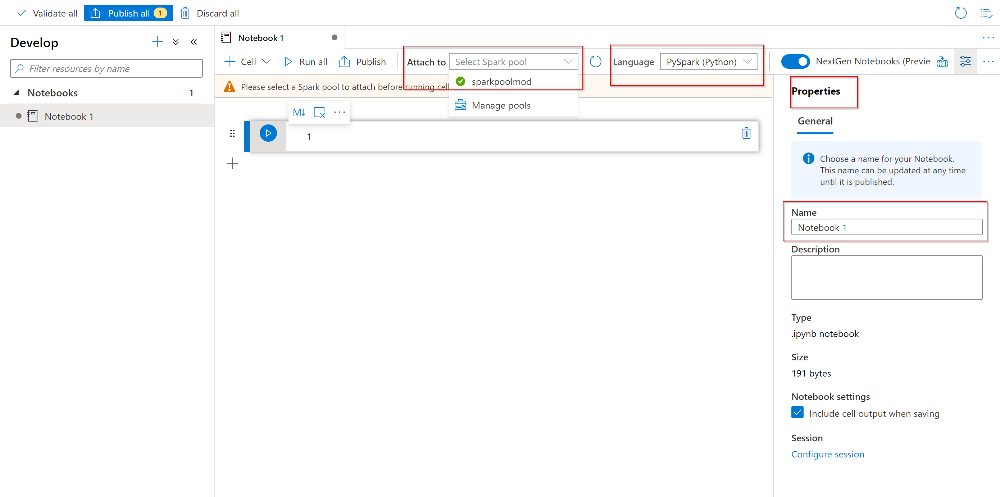 Validate all
Publish all 1
Discard all
Develop
Filter resources by name
Notebooks 1
Notebook 1
Notebook 1
Cell
Run all
Publish
Attach to
Select Spark pool
Language
PySpark (Python)
NextGen Notebooks (Previe
Please select a Spark pool to attach before running cell
sparkpoolmod
Manage pools
M↓
1
Properties
General
Choose a name for your Notebook.
This name can be updated at any time
until it is published.
Name
Notebook 1
Description
Type
.ipynb notebook
Size
191 bytes
Notebook settings
Include cell output when saving
Session
Configure session